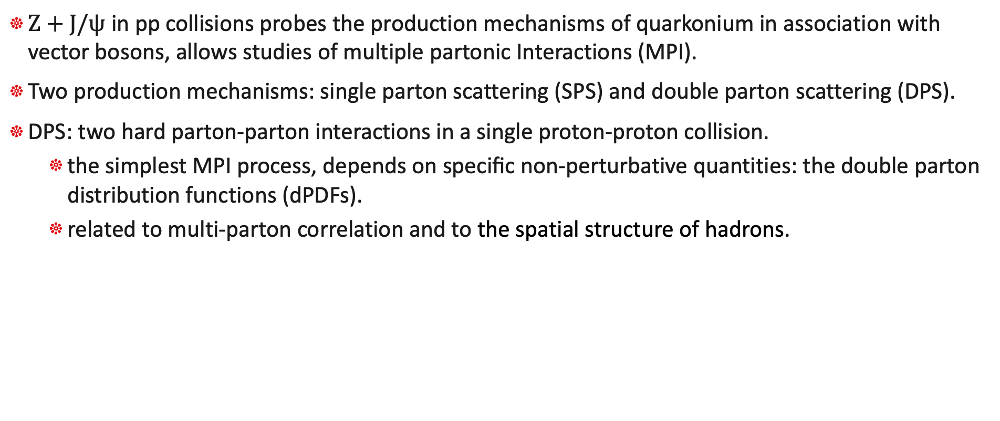 Z + J/ψ in pp collisions probes the production mechanisms of quarkonium in association with
vector bosons, allows studies of multiple partonic Interactions (MPI).
Two production mechanisms: single parton scattering (SPS) and double parton scattering (DPS).
DPS: two hard parton-parton interactions in a single proton-proton collision.
the simplest MPI process, depends on specific non-perturbative quantities: the double parton
distribution functions (dPDFs).
related to multi-parton correlation and to the spatial structure of hadrons.